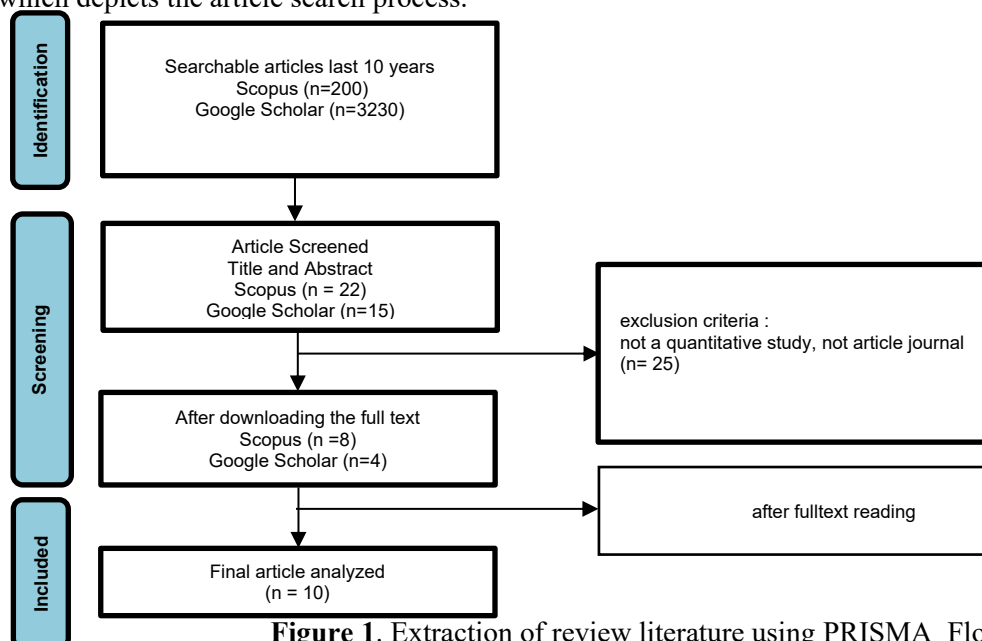 which depicts the article search process.
Identification
Searchable articles last 10 years
Scopus (n=200)
Google Scholar (n=3230)
Screening
Article Screened
Title and Abstract
Scopus (n = 22)
Google Scholar (n=15)
exclusion criteria :
not a quantitative study, not article journal
(n= 25)
After downloading the full text
Scopus (n =8)
Google Scholar (n=4)
after fulltext reading
Included
Final article analyzed
(n = 10)
Figure 1. Extraction of review literature using PRISMA